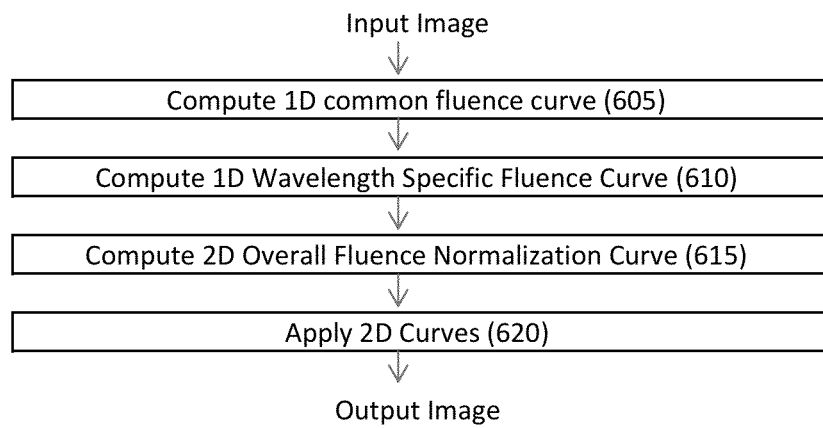 Input Image
Compute 1D common fluence curve (605)
Compute 1D Wavelength Specific Fluence Curve (610)
Compute 2D Overall Fluence Normalization Curve (615)
Apply 2D Curves (620)
Output Image